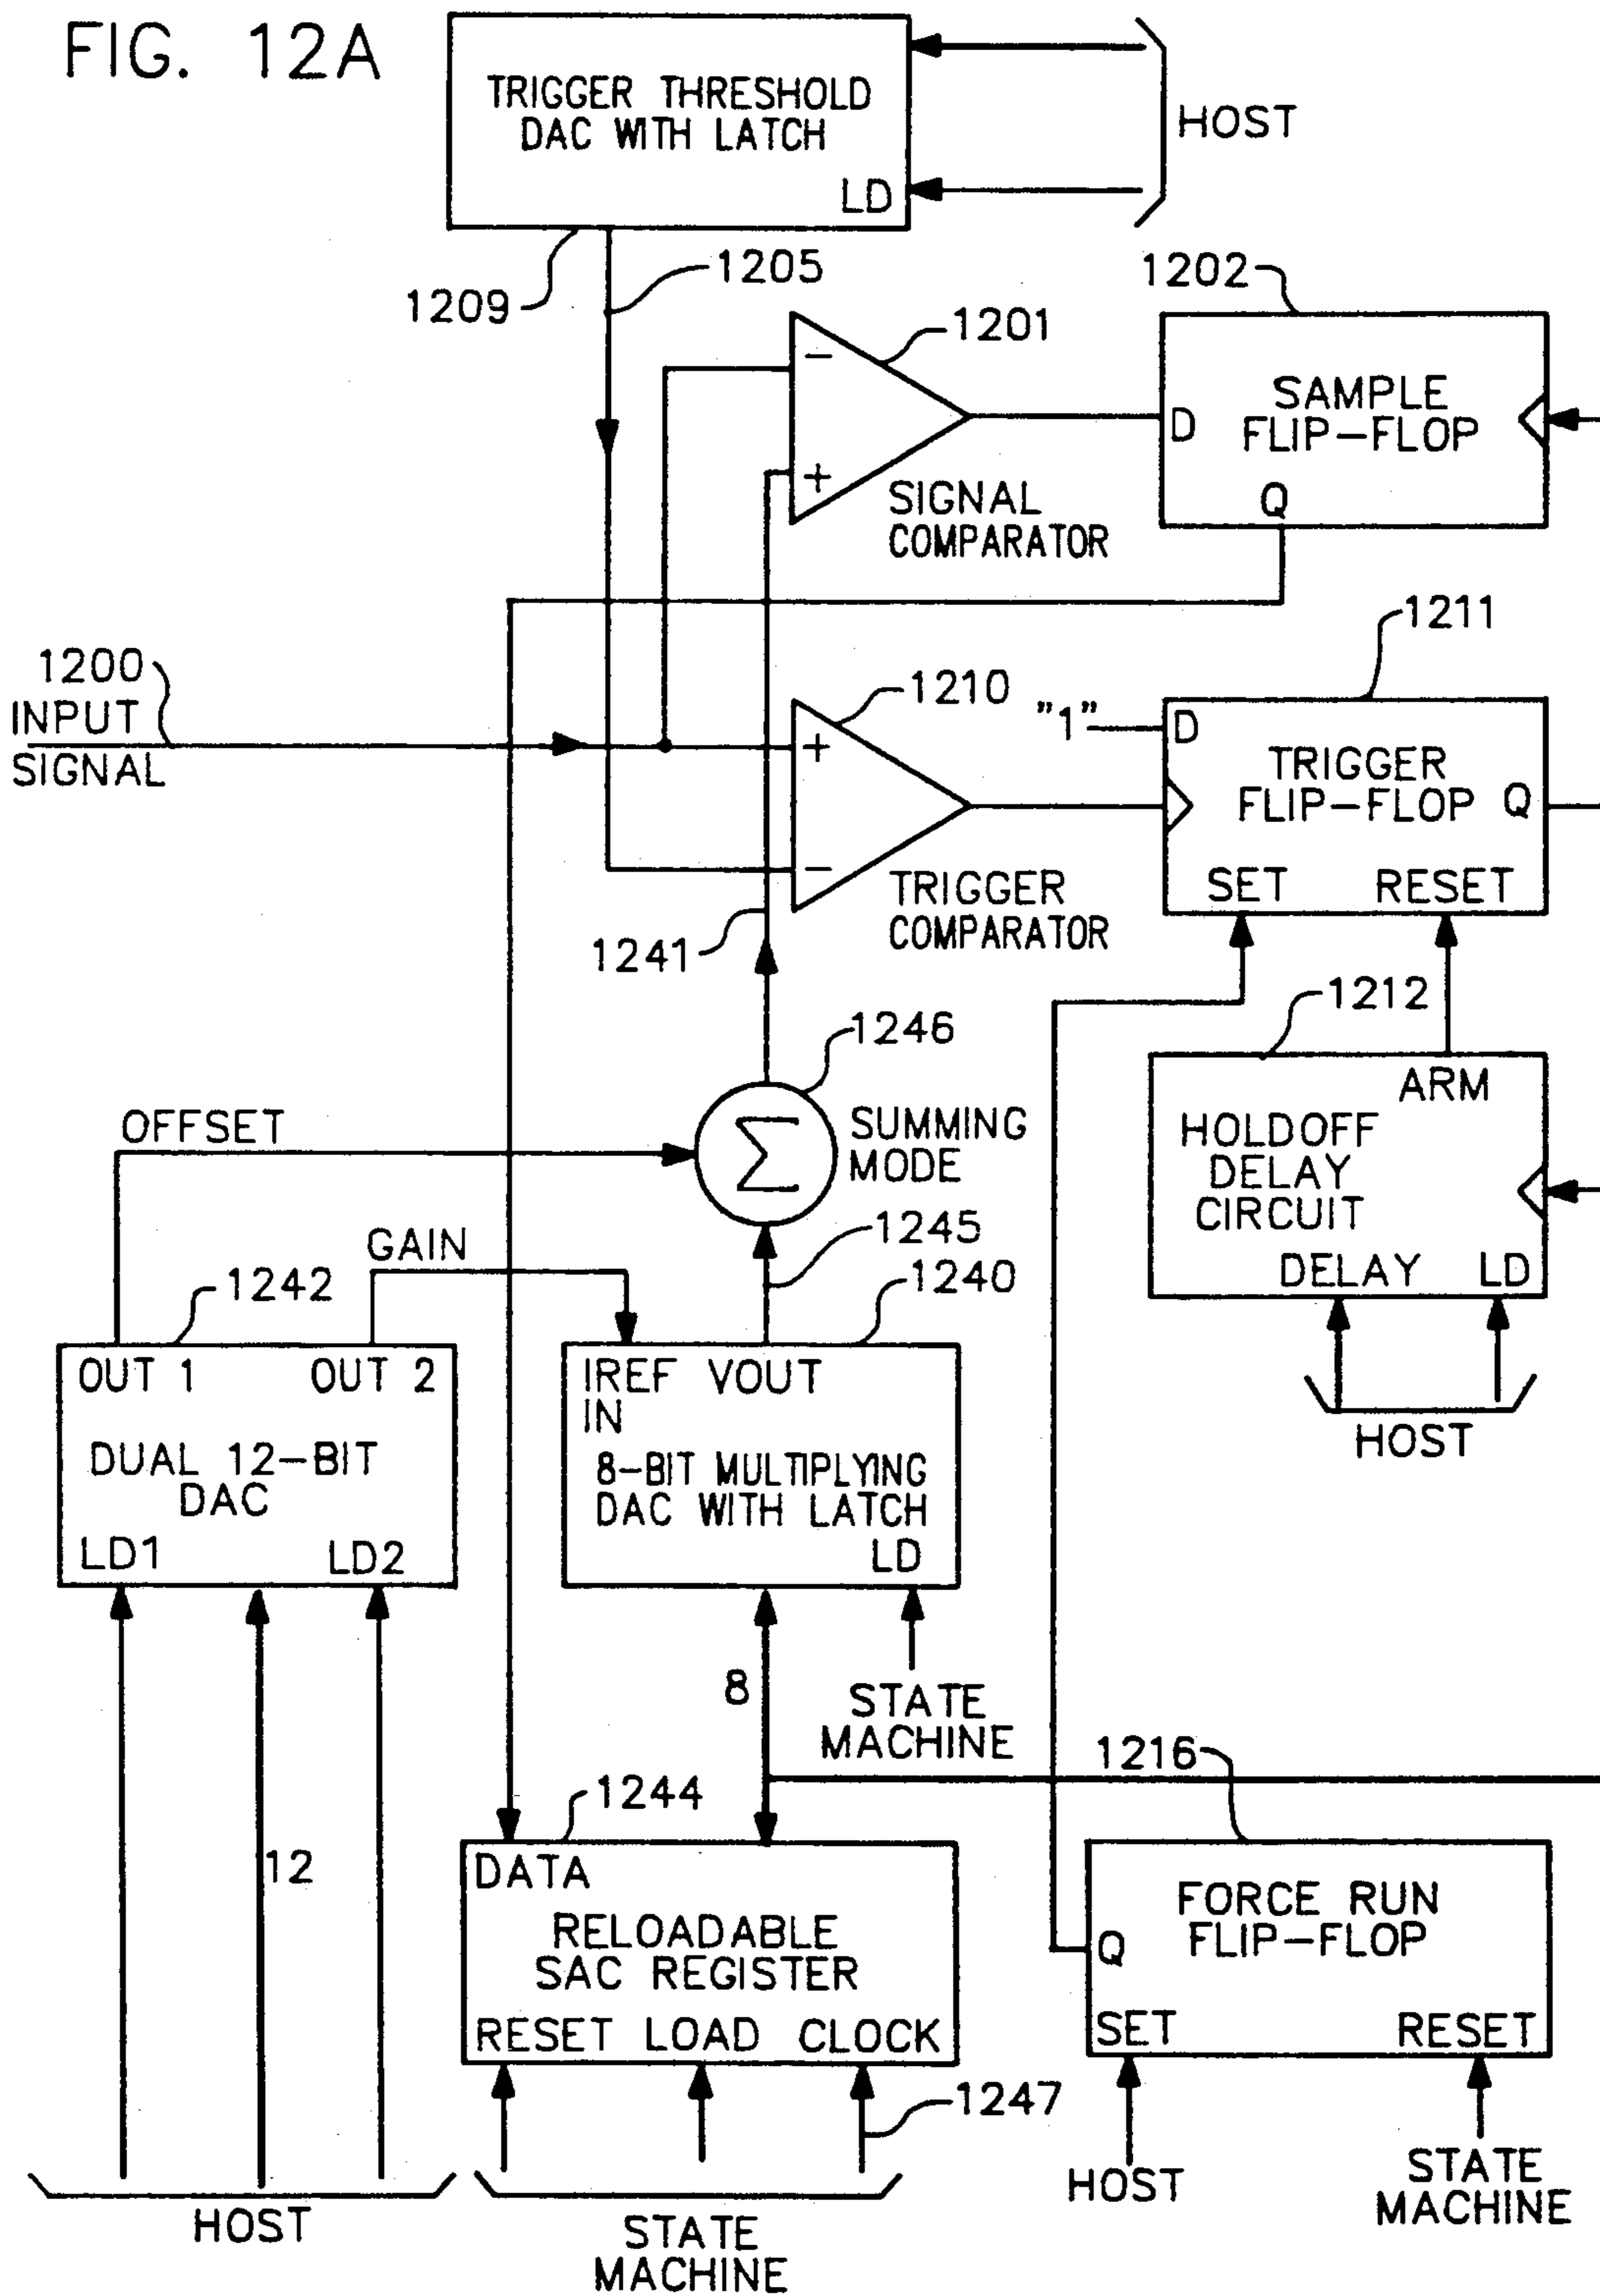 FIG. 12A
TRIGGER THRESHOLD
DAC WITH LATCH
LD
HOST
1209
1205
1201
1202
−
+
SIGNAL
COMPARATOR
D
SAMPLE
FLIP-FLOP
Q
1200
INPUT
SIGNAL
1210
+
−
TRIGGER
COMPARATOR
1211
"1"
D
TRIGGER
FLIP-FLOP
Q
SET
RESET
1241
1212
ARM
HOLDOFF
DELAY
CIRCUIT
DELAY
LD
HOST
1246
Σ
SUMMING
MODE
OFFSET
1245
GAIN
1242
1240
OUT 1
OUT 2
DUAL 12-BIT
DAC
LD1
LD2
IREF VOUT
IN
8-BIT MULTIPLYING
DAC WITH LATCH
LD
8
STATE
MACHINE
12
HOST
1244
DATA
RELOADABLE
SAC REGISTER
RESET LOAD CLOCK
1247
STATE
MACHINE
1216
FORCE RUN
FLIP-FLOP
Q
SET
RESET
HOST
STATE
MACHINE